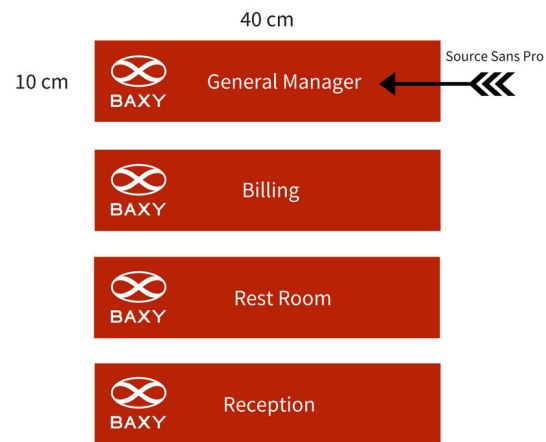 40 cm
10 cm
BAXY
General Manager
Source Sans Pro
BAXY
Billing
BAXY
Rest Room
BAXY
Reception